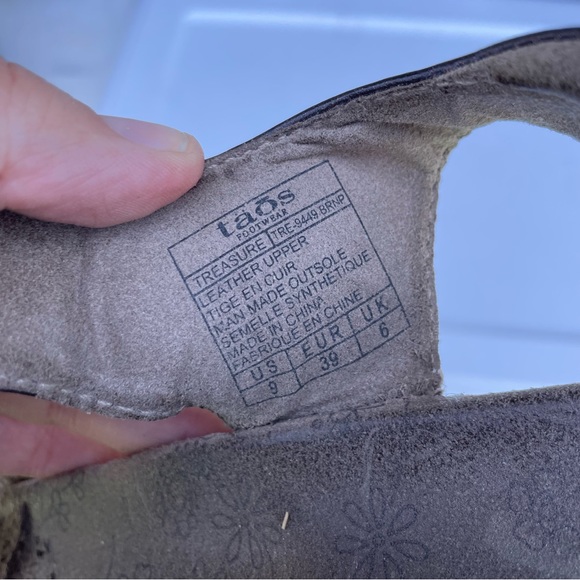 taōs
FOOTWEAR
TREASURE TRE-9449 BRNP
LEATHER UPPER
TIGE EN CUIR
MAN MADE OUTSOLE
SEMELLE SYNTHETIQUE
MADE IN CHINA
FABRIQUE EN CHINE
US EUR UK
9 39 6